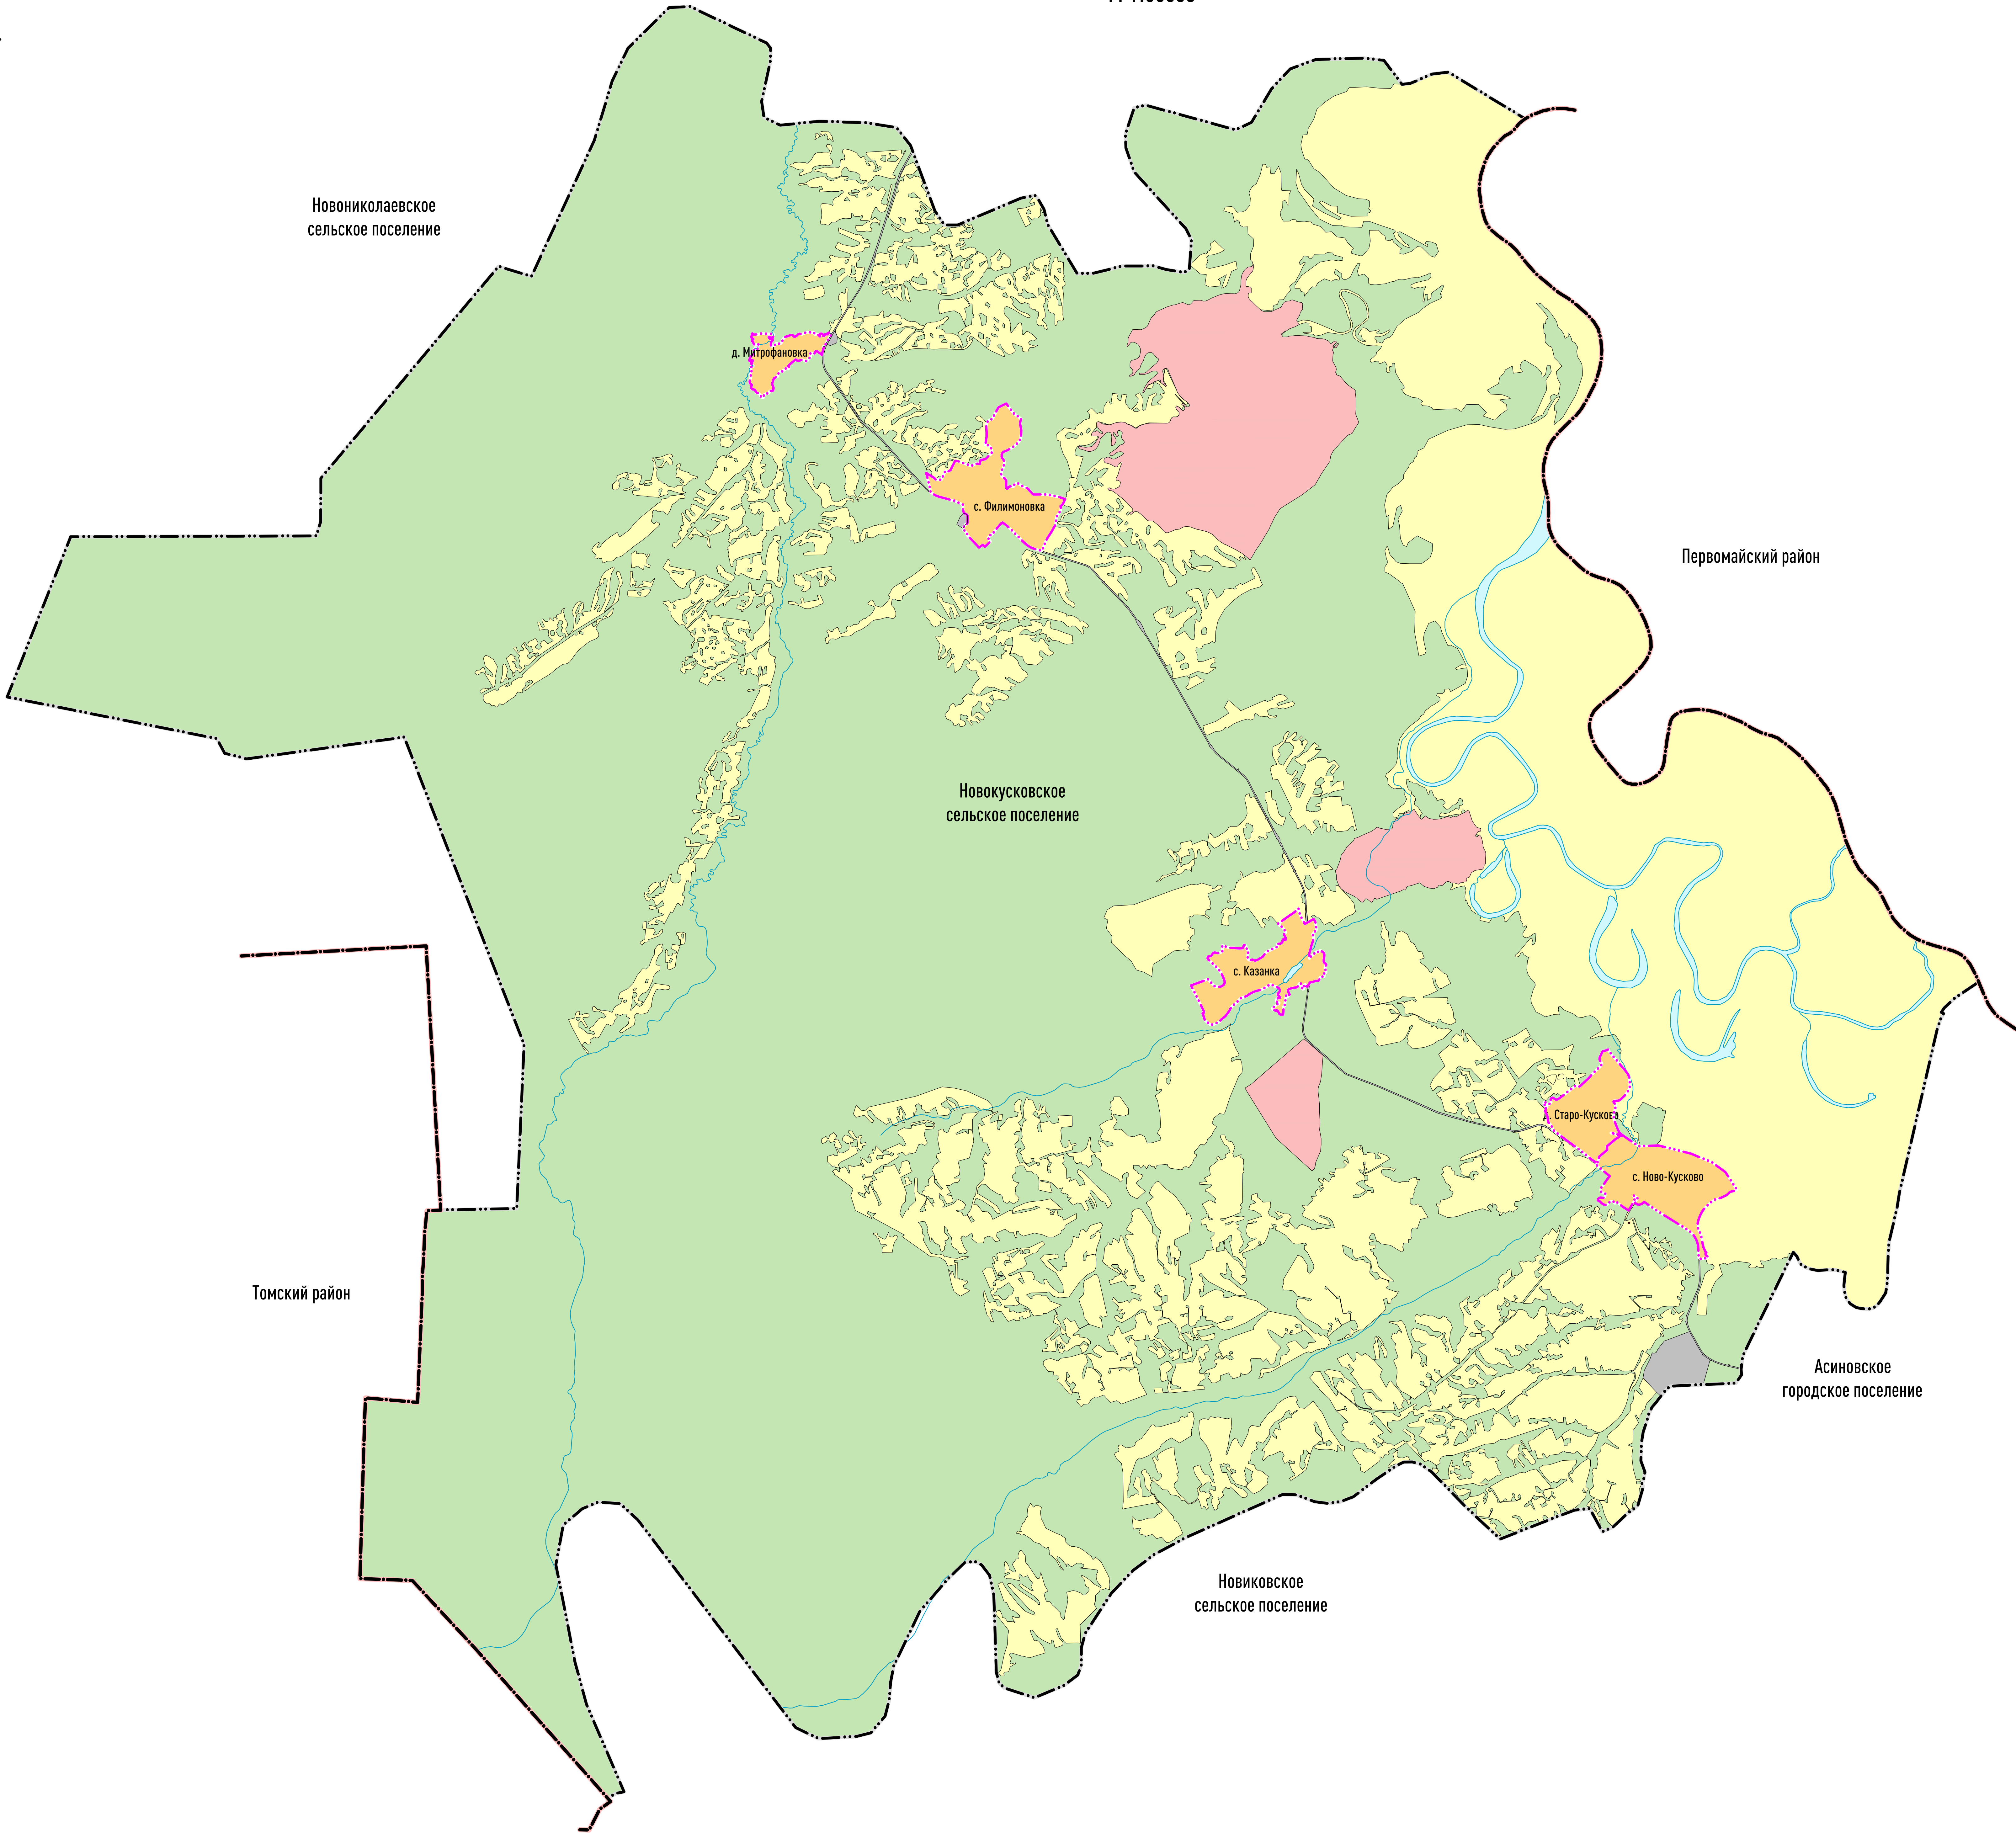 Новониколаевское
сельское поселение
д. Митрофановка
с. Филимоновка
Первомайский район
Новокусковское
сельское поселение
с. Казанка
д. Старо-Кусково
с. Ново-Кусково
Томский район
Асиновское
городское поселение
Новиковское
сельское поселение